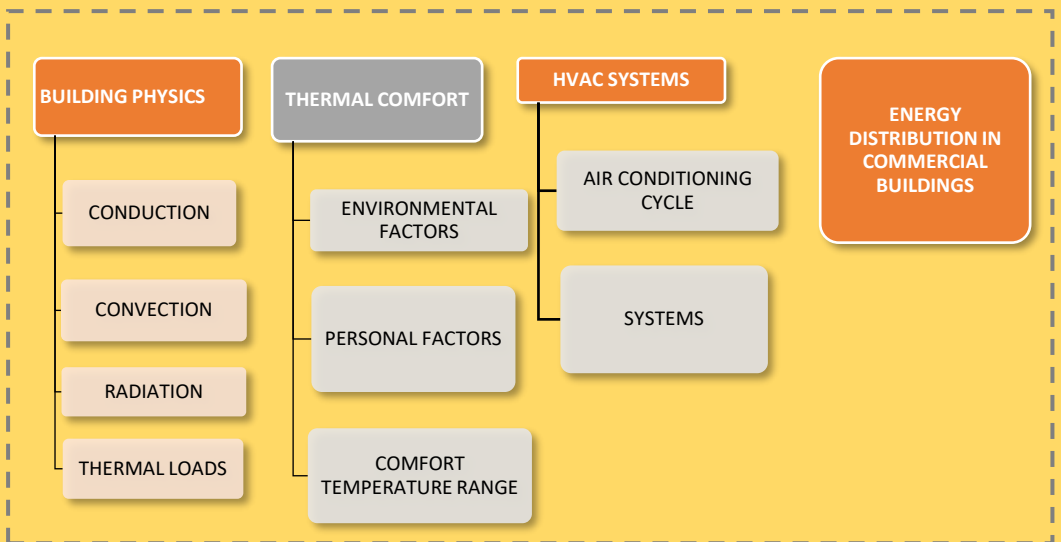 BUILDING PHYSICS
CONDUCTION
CONVECTION
RADIATION
THERMAL LOADS
THERMAL COMFORT
ENVIRONMENTAL
FACTORS
PERSONAL FACTORS
COMFORT
TEMPERATURE RANGE
HVAC SYSTEMS
AIR CONDITIONING
CYCLE
SYSTEMS
ENERGY
DISTRIBUTION IN
COMMERCIAL
BUILDINGS